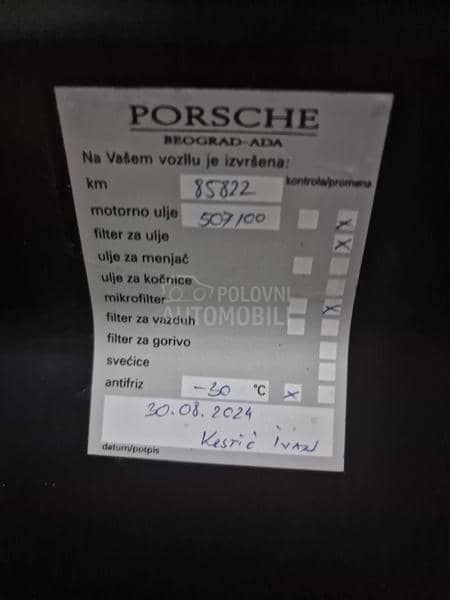 PORSCHE
BEOGRAD-ADA
Na Vašem vozilu je izvršena:
km 85822 kontrola/promena
motorno ulje 507/00 x
filter za ulje x
ulje za menjač
ulje za kočnice
mikrofilter x
filter za vazduh
filter za gorivo
svećice
antifriz -30 °C x
30.08.2024
Kestić Ivan
datum/potpis
POLOVNI
AUTOMOBILI